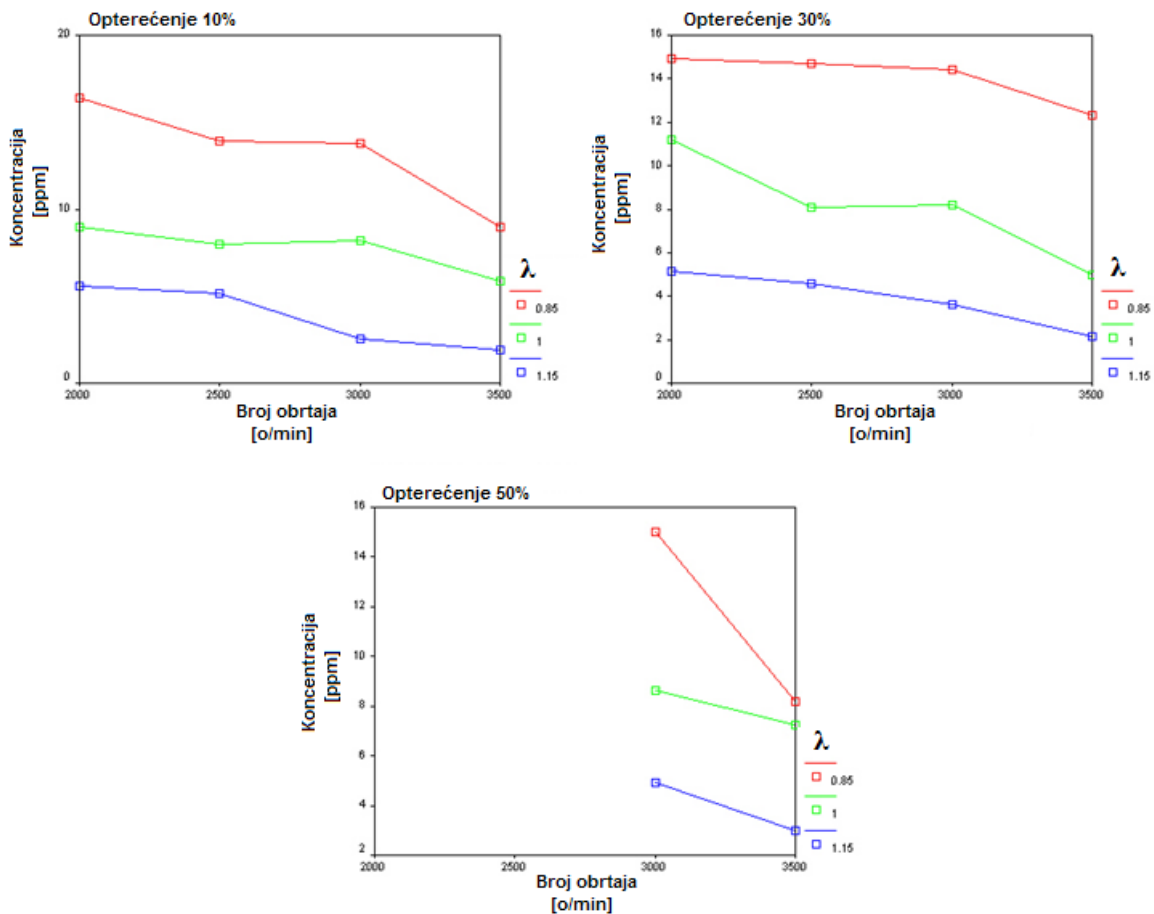 Opterećenje 10%
20
10
0
Koncentracija
[ppm]
2000
2500
3000
3500
Broj obrtaja
[o/min]
λ
0.85
1
1.15
Opterećenje 30%
16
14
12
10
8
6
4
2
0
Koncentracija
[ppm]
2000
2500
3000
3500
Broj obrtaja
[o/min]
λ
0.85
1
1.15
Opterećenje 50%
16
14
12
10
8
6
4
2
Koncentracija
[ppm]
2000
2500
3000
3500
Broj obrtaja
[o/min]
λ
0.85
1
1.15